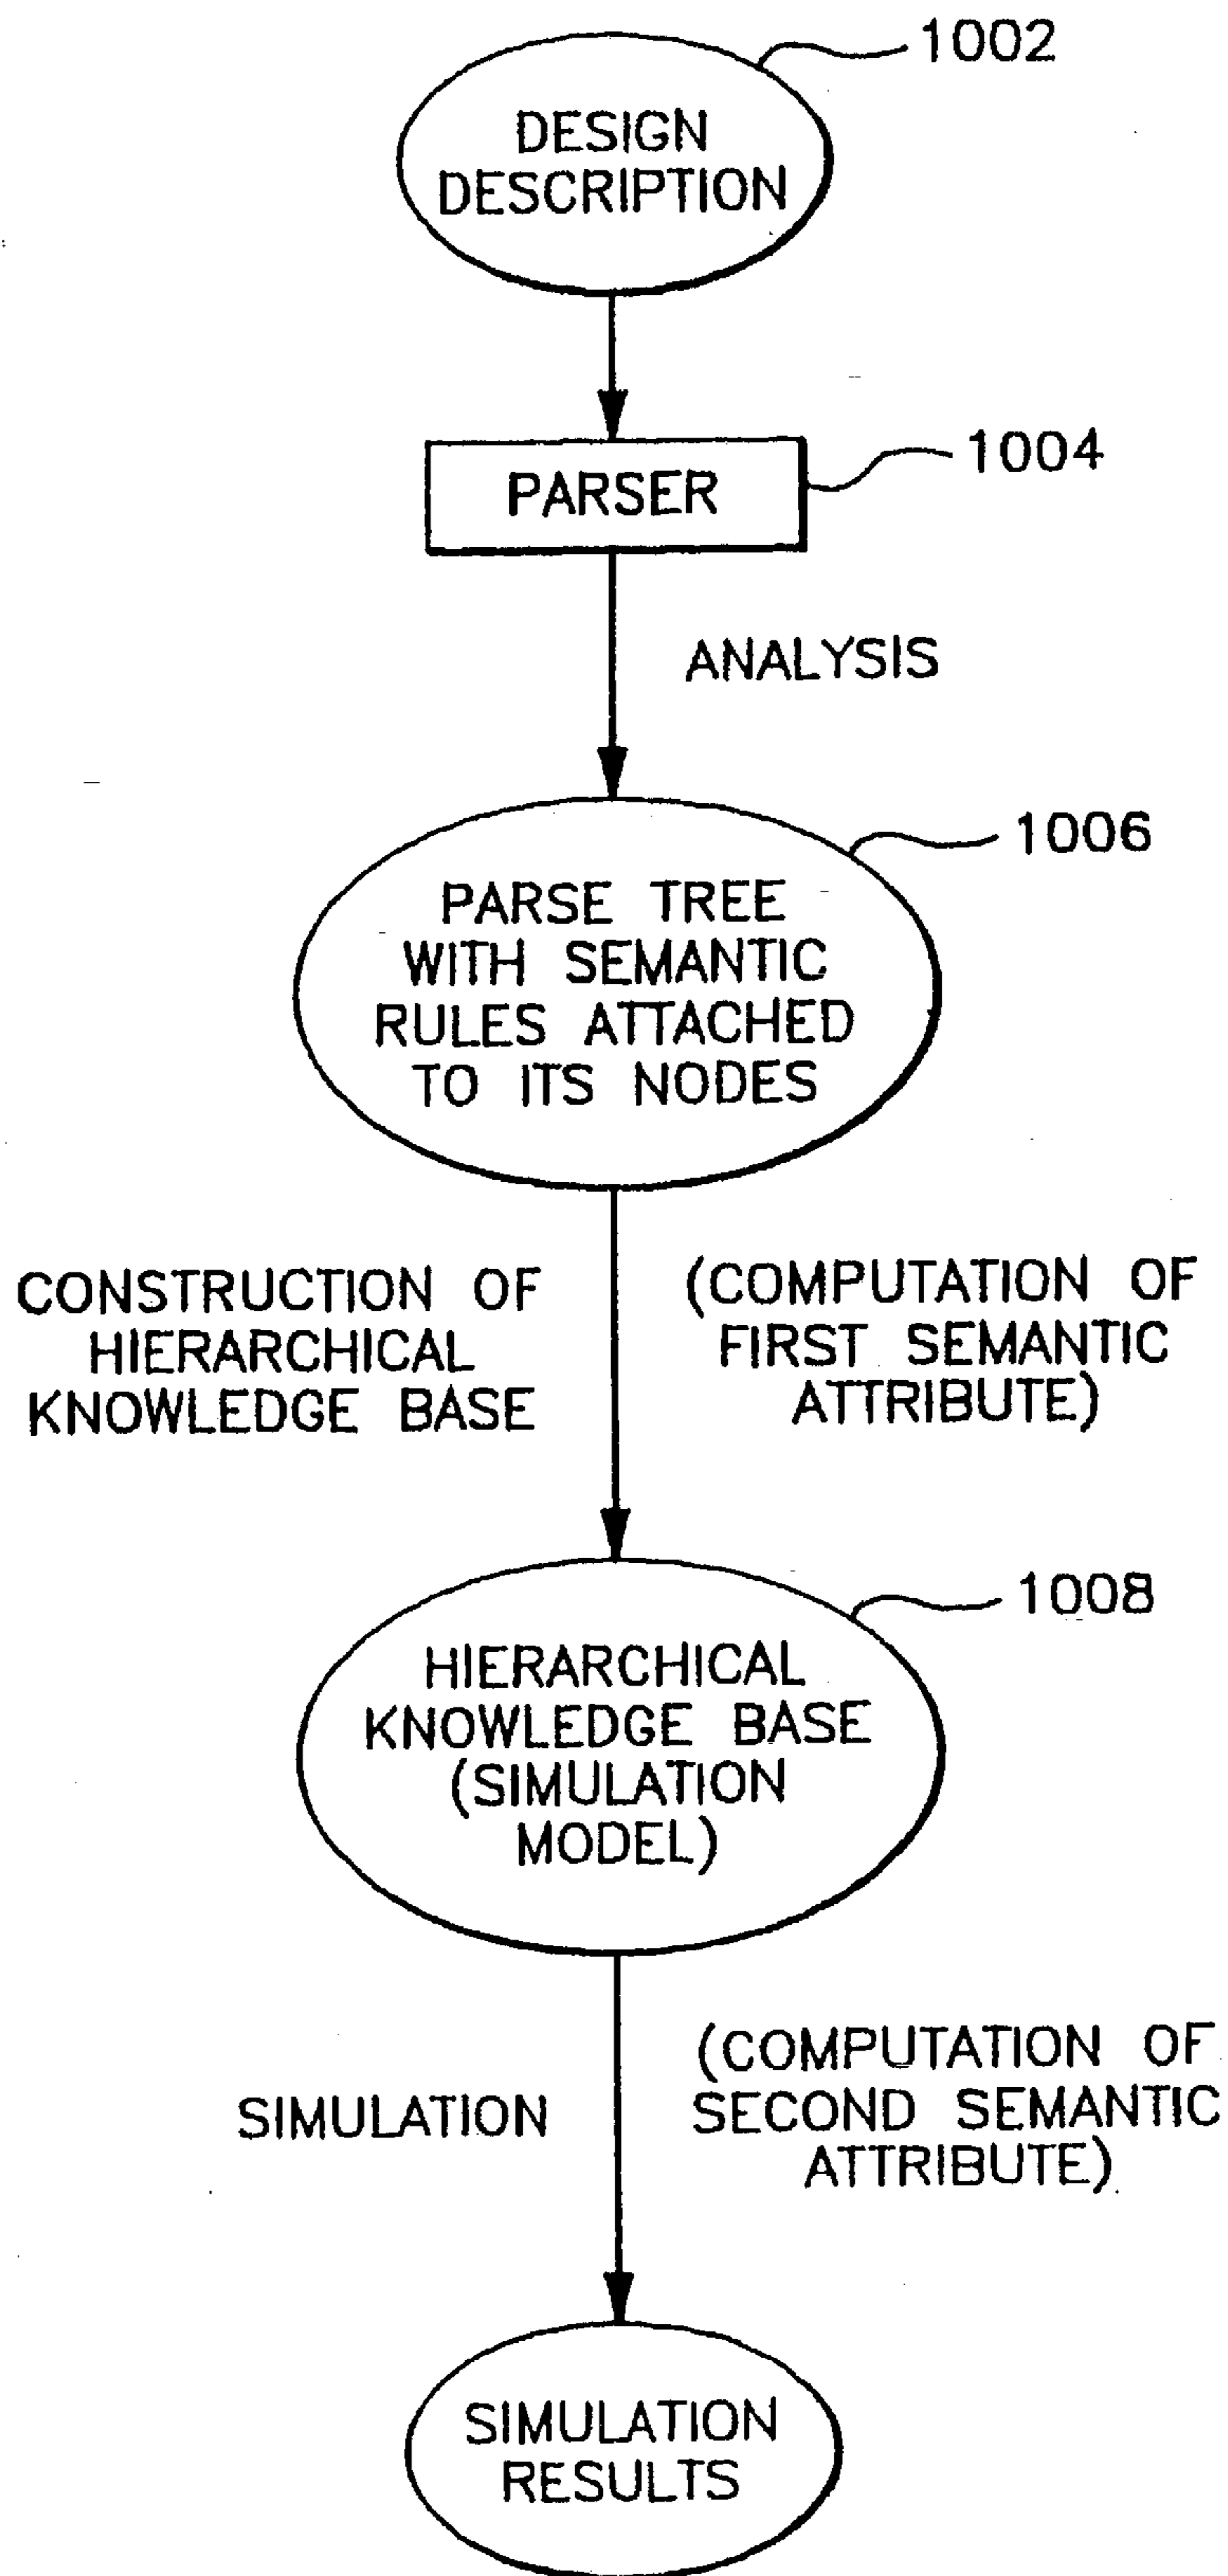 1002
DESIGN
DESCRIPTION
1004
PARSER
ANALYSIS
1006
PARSE TREE
WITH SEMANTIC
RULES ATTACHED
TO ITS NODES
CONSTRUCTION OF
HIERARCHICAL
KNOWLEDGE BASE
(COMPUTATION OF
FIRST SEMANTIC
ATTRIBUTE)
1008
HIERARCHICAL
KNOWLEDGE BASE
(SIMULATION
MODEL)
SIMULATION
(COMPUTATION OF
SECOND SEMANTIC
ATTRIBUTE)
SIMULATION
RESULTS